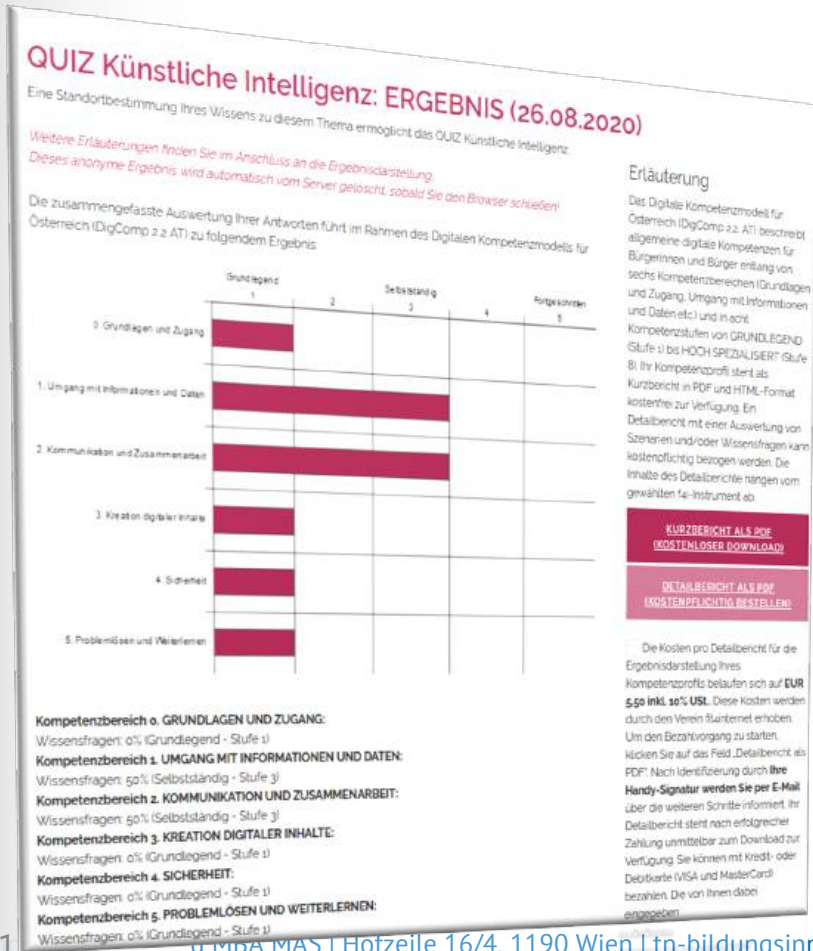 QUIZ Künstliche Intelligenz: ERGEBNIS (26.08.2020)
Eine Standortbestimmung Ihres Wissens zu diesem Thema ermöglicht das QUIZ Künstliche Intelligenz.
Weitere Erläuterungen finden Sie im Anschluss an die Ergebnisdarstellung.
Dieses anonyme Ergebnis wird automatisch vom Server gelöscht, sobald Sie den Browser schließen!
Die zusammengefasste Auswertung Ihrer Antworten führt im Rahmen des Digitalen Kompetenzmodells für
Österreich (DigComp 2.2 AT) zu folgendem Ergebnis
Grundlegend
1
2
Selbstständig
3
4
Fortgeschritten
5
0. Grundlagen und Zugang
1. Umgang mit Informationen und Daten
2. Kommunikation und Zusammenarbeit
3. Kreation digitaler Inhalte
4. Sicherheit
5. Problemlösen und Weiterlernen
Kompetenzbereich 0. GRUNDLAGEN UND ZUGANG:
Wissensfragen: 0% (Grundlegend - Stufe 1)
Kompetenzbereich 1. UMGANG MIT INFORMATIONEN UND DATEN:
Wissensfragen: 50% (Selbstständig - Stufe 3)
Kompetenzbereich 2. KOMMUNIKATION UND ZUSAMMENARBEIT:
Wissensfragen: 50% (Selbstständig - Stufe 3)
Kompetenzbereich 3. KREATION DIGITALER INHALTE:
Wissensfragen: 0% (Grundlegend - Stufe 1)
Kompetenzbereich 4. SICHERHEIT:
Wissensfragen: 0% (Grundlegend - Stufe 1)
Kompetenzbereich 5. PROBLEMLÖSEN UND WEITERLERNEN:
Wissensfragen: 0% (Grundlegend - Stufe 1)
Erläuterung
Das Digitale Kompetenzmodell für
Österreich (DigComp 2.2. AT) beschreibt
allgemeine digitale Kompetenzen für
Bürgerinnen und Bürger entlang von
sechs Kompetenzbereichen (Grundlagen
und Zugang, Umgang mit Informationen
und Daten etc.) und in acht
Kompetenzstufen von GRUNDLEGEND
(Stufe 1) bis HOCH SPEZIALISIERT (Stufe
8). Ihr Kompetenzprofil steht als
Kurzbericht in PDF und HTML-Format
kostenfrei zur Verfügung. Ein
Detailbericht mit einer Auswertung von
Szenarien und/oder Wissensfragen kann
kostenpflichtig bezogen werden. Die
Inhalte des Detailberichte hängen vom
gewählten f4i-Instrument ab
KURZBERICHT ALS PDF
(KOSTENLOSER DOWNLOAD)
DETAILBERICHT ALS PDF
(KOSTENPFLICHTIG BESTELLEN)
Die Kosten pro Detailbericht für die
Ergebnisdarstellung Ihres
Kompetenzprofils belaufen sich auf EUR
5,50 inkl. 10% USt.. Diese Kosten werden
durch den Verein fit4internet erhoben.
Um den Bezahlvorgang zu starten,
klicken Sie auf das Feld „Detailbericht als
PDF". Nach Identifizierung durch Ihre
Handy-Signatur werden Sie per E-Mail
über die weiteren Schritte informiert. Ihr
Detailbericht steht nach erfolgreicher
Zahlung unmittelbar zum Download zur
Verfügung. Sie können mit Kredit- oder
Debitkarte (VISA und MasterCard)
bezahlen. Die von Ihnen dabei
eingegeben
MBA MAS | Hofzeile 16/4, 1190 Wien | tn-bildungsinn